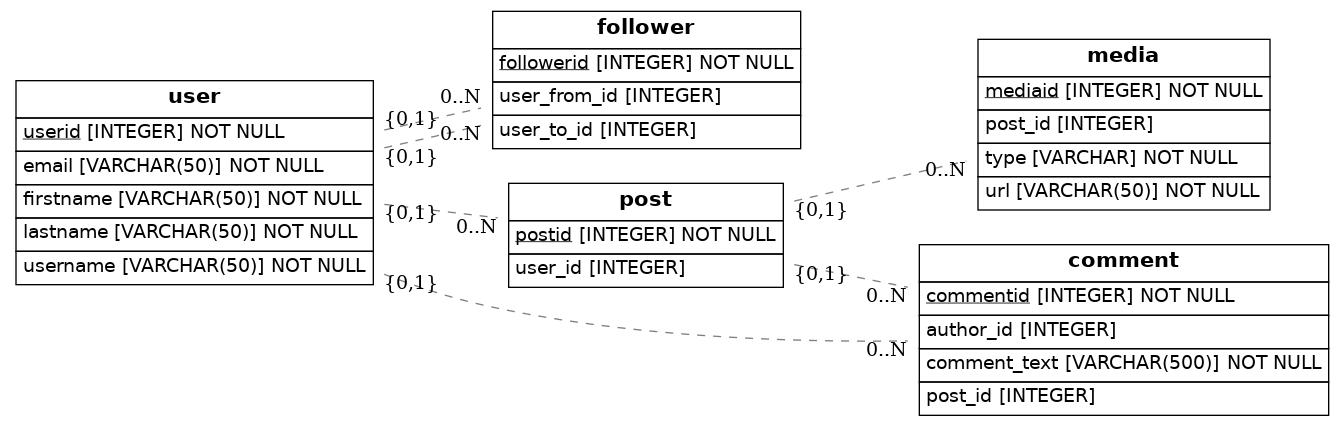 user
userid [INTEGER] NOT NULL
email [VARCHAR(50)] NOT NULL
firstname [VARCHAR(50)] NOT NULL
lastname [VARCHAR(50)] NOT NULL
username [VARCHAR(50)] NOT NULL
follower
followerid [INTEGER] NOT NULL
user_from_id [INTEGER]
user_to_id [INTEGER]
0..N
{0,1}
0..N
{0,1}
{0,1}
0..N
{0,1}
0..N
post
postid [INTEGER] NOT NULL
user_id [INTEGER]
{0,1}
0..N
{0,1}
0..N
media
mediaid [INTEGER] NOT NULL
post_id [INTEGER]
type [VARCHAR] NOT NULL
url [VARCHAR(50)] NOT NULL
comment
commentid [INTEGER] NOT NULL
author_id [INTEGER]
comment_text [VARCHAR(500)] NOT NULL
post_id [INTEGER]